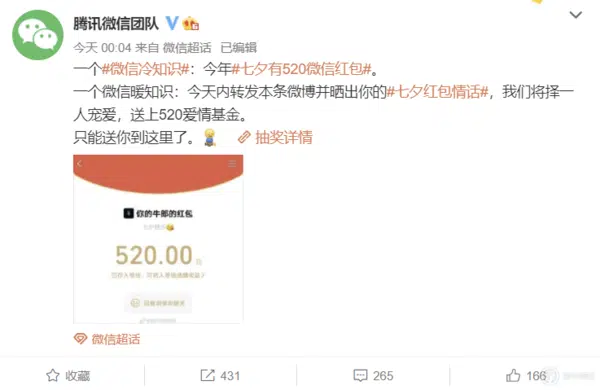 腾讯微信团队
今天 00:04 来自 微信超话 已编辑
一个#微信冷知识#：今年#七夕有520微信红包#。
一个微信暖知识：今天内转发本条微博并晒出你的#七夕红包情话#，我们将择一
人宠爱，送上520爱情基金。
只能送你到这里了。 抽奖详情
你的牛郎的红包
520.00
微信超话
收藏
431
265
166